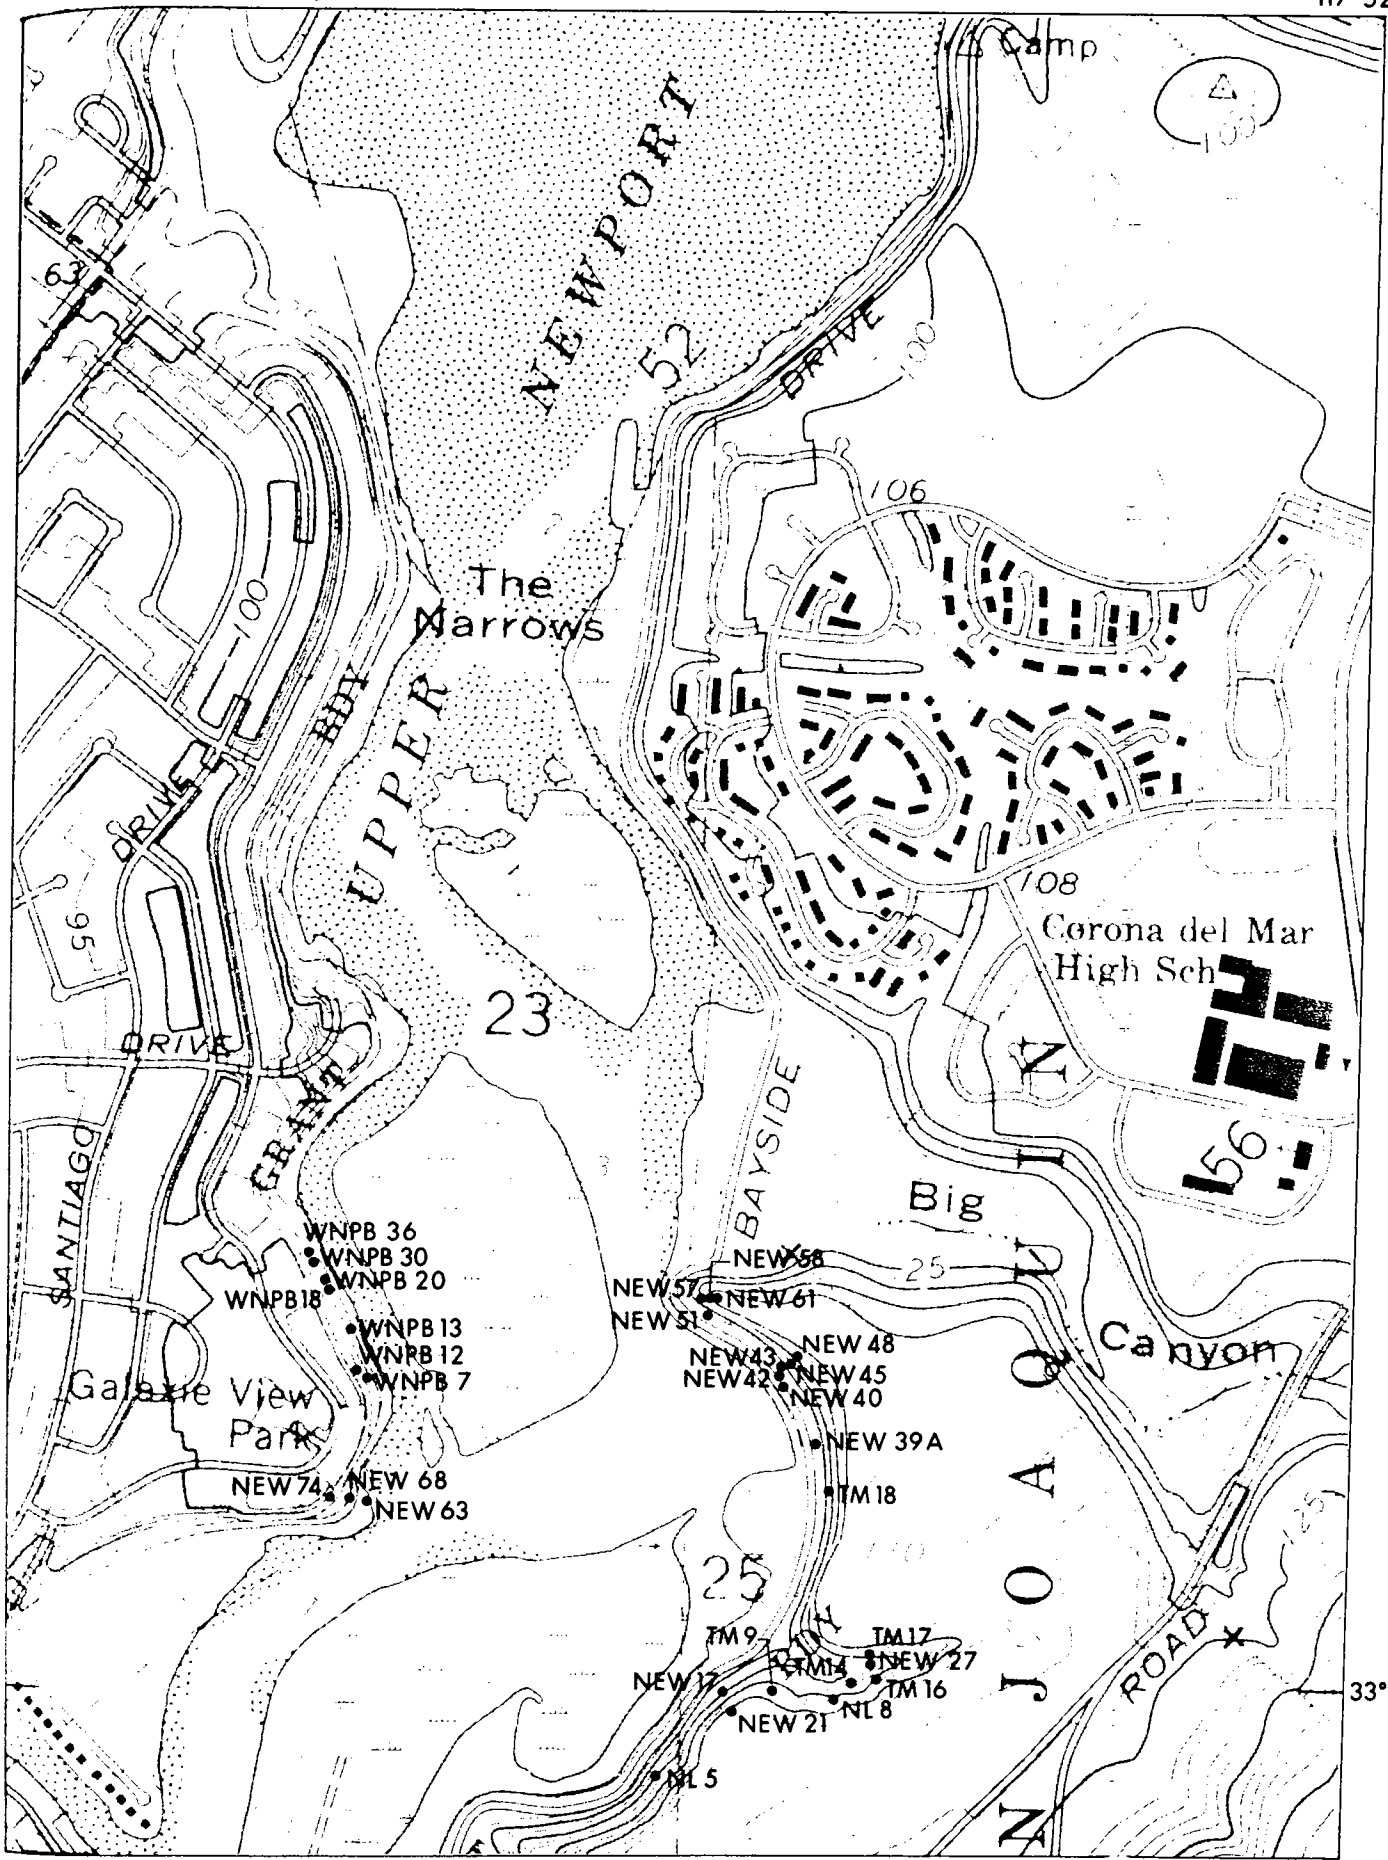 Camp
100
NEWPORT
63
52
DRIVE
100
106
The
Narrows
100
BDY
UPPER
DRIVE
108
95
Corona del Mar
High Sch
23
DRIVE
GRANT
BAYSIDE
SANTIAGO
56
Big
WNPB 36
WNPB 30
WNPB 20
WNPB 18
NEW 58
25
NEW 57
NEW 61
NEW 51
WNPB 13
WNPB 12
WNPB 7
NEW 48
NEW 43
NEW 45
NEW 42
NEW 40
Canyon
Galaxie View
Park
NEW 39A
NEW 74
NEW 68
NEW 63
TM 18
125
25
JOAQUIN
BDY
TM 9
TM 17
TM 14
NEW 27
TM 16
NEW 17
NL 8
NEW 21
ROAD
33°
NL 5
N